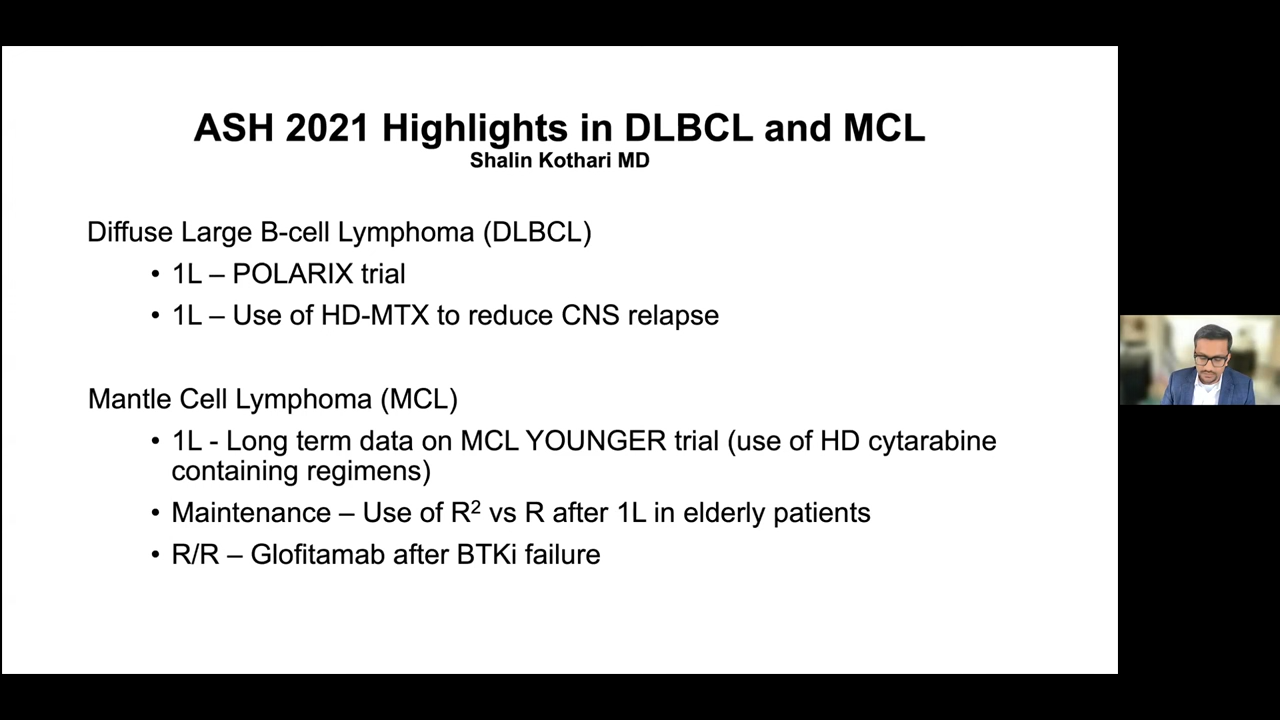 ASH 2021 Highlights in DLBCL and MCL
Shalin Kothari MD
Diffuse Large B-cell Lymphoma (DLBCL)
• 1L – POLARIX trial
• 1L – Use of HD-MTX to reduce CNS relapse
Mantle Cell Lymphoma (MCL)
• 1L - Long term data on MCL YOUNGER trial (use of HD cytarabine
containing regimens)
• Maintenance – Use of R² vs R after 1L in elderly patients
• R/R – Glofitamab after BTKi failure